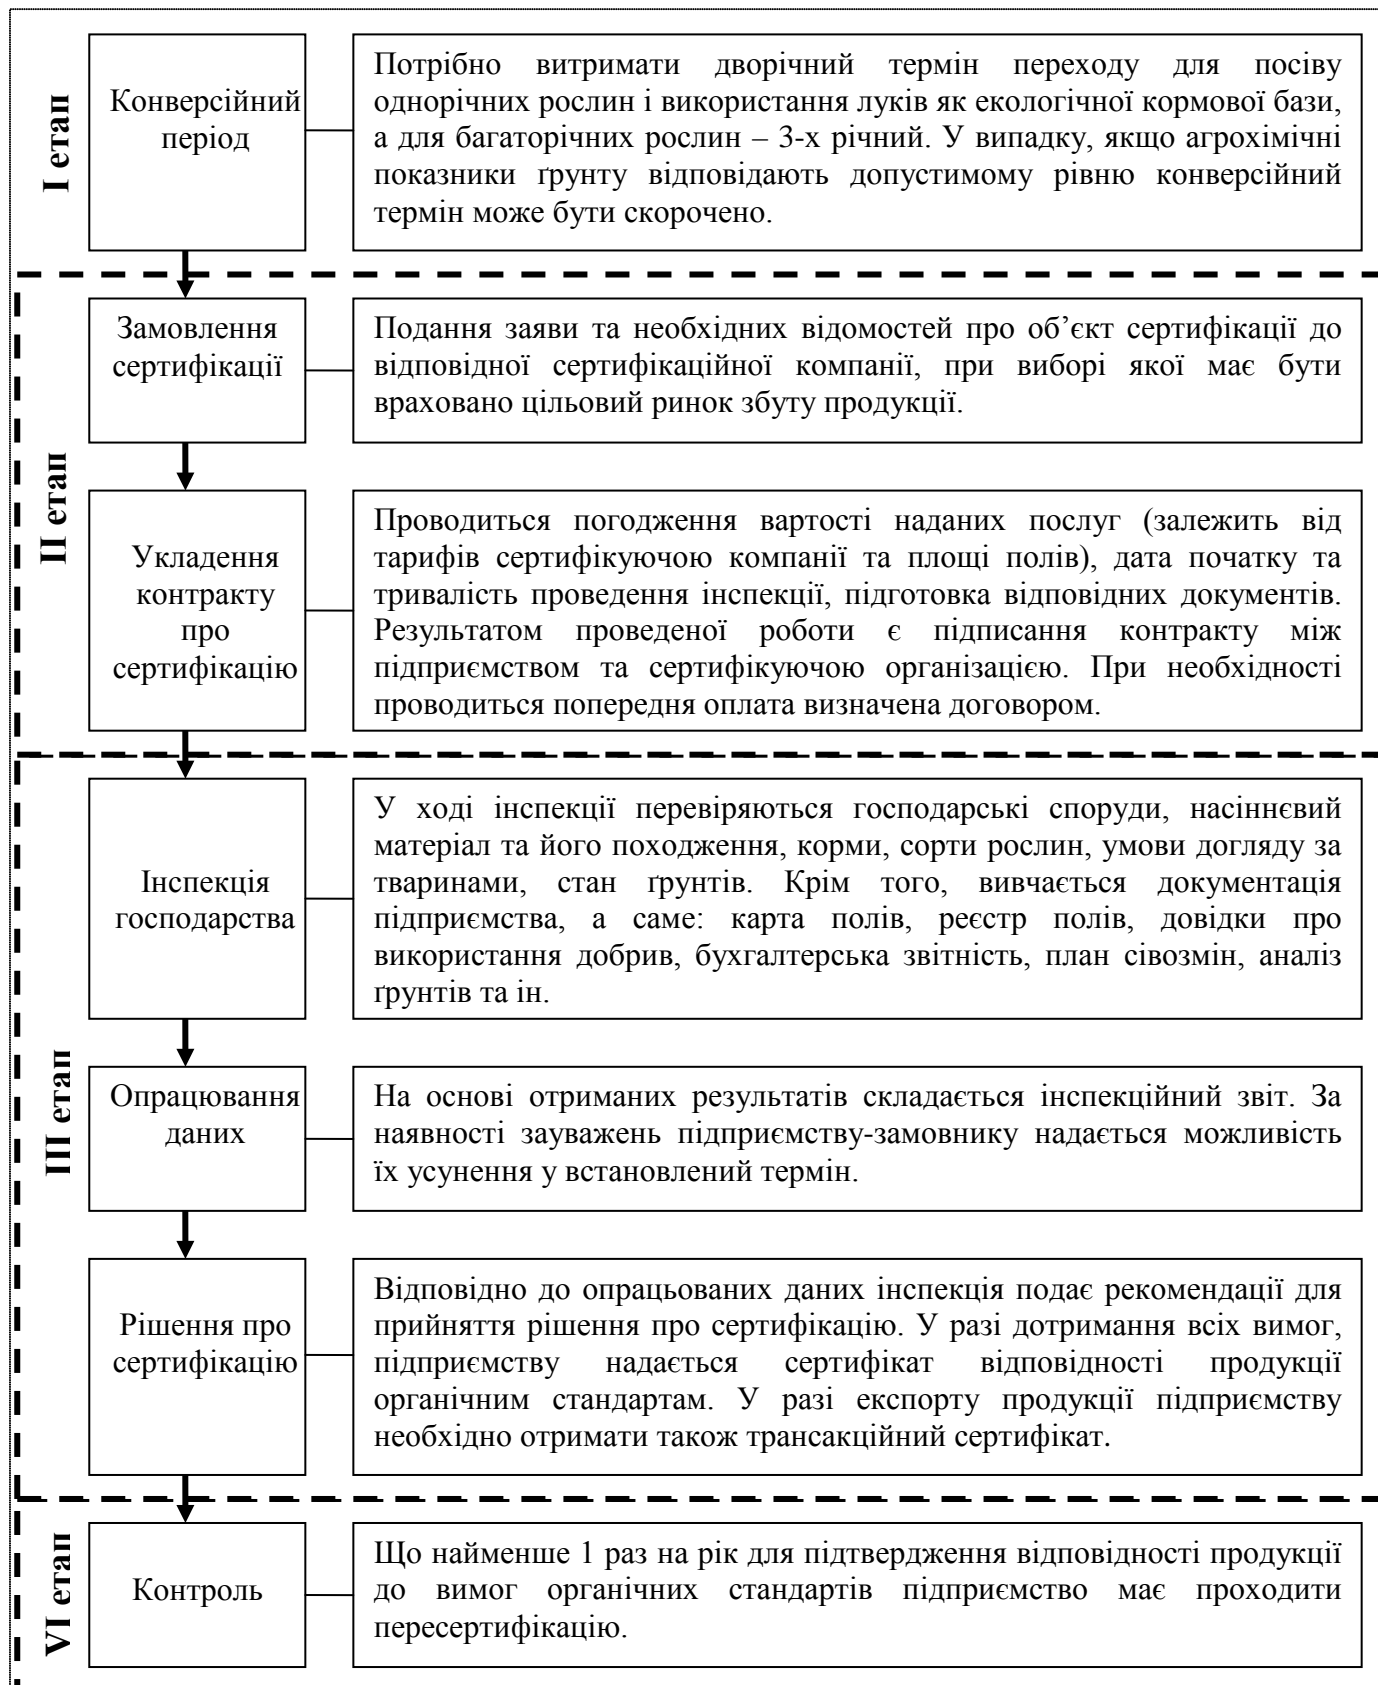 І етап
Конверсійний
період
Потрібно витримати дворічний термін переходу для посіву
однорічних рослин і використання луків як екологічної кормової бази,
а для багаторічних рослин – 3-х річний. У випадку, якщо агрохімічні
показники ґрунту відповідають допустимому рівню конверсійний
термін може бути скорочено.
ІІ етап
Замовлення
сертифікації
Подання заяви та необхідних відомостей про об’єкт сертифікації до
відповідної сертифікаційної компанії, при виборі якої має бути
враховано цільовий ринок збуту продукції.
Укладення
контракту
про
сертифікацію
Проводиться погодження вартості наданих послуг (залежить від
тарифів сертифікуючою компанії та площі полів), дата початку та
тривалість проведення інспекції, підготовка відповідних документів.
Результатом проведеної роботи є підписання контракту між
підприємством та сертифікуючою організацією. При необхідності
проводиться попередня оплата визначена договором.
ІІІ етап
Інспекція
господарства
У ході інспекції перевіряються господарські споруди, насіннєвий
матеріал та його походження, корми, сорти рослин, умови догляду за
тваринами, стан ґрунтів. Крім того, вивчається документація
підприємства, а саме: карта полів, реєстр полів, довідки про
використання добрив, бухгалтерська звітність, план сівозмін, аналіз
ґрунтів та ін.
Опрацювання
даних
На основі отриманих результатів складається інспекційний звіт. За
наявності зауважень підприємству-замовнику надається можливість
їх усунення у встановлений термін.
Рішення про
сертифікацію
Відповідно до опрацьованих даних інспекція подає рекомендації для
прийняття рішення про сертифікацію. У разі дотримання всіх вимог,
підприємству надається сертифікат відповідності продукції
органічним стандартам. У разі експорту продукції підприємству
необхідно отримати також трансакційний сертифікат.
VI етап
Контроль
Що найменше 1 раз на рік для підтвердження відповідності продукції
до вимог органічних стандартів підприємство має проходити
пересертифікацію.